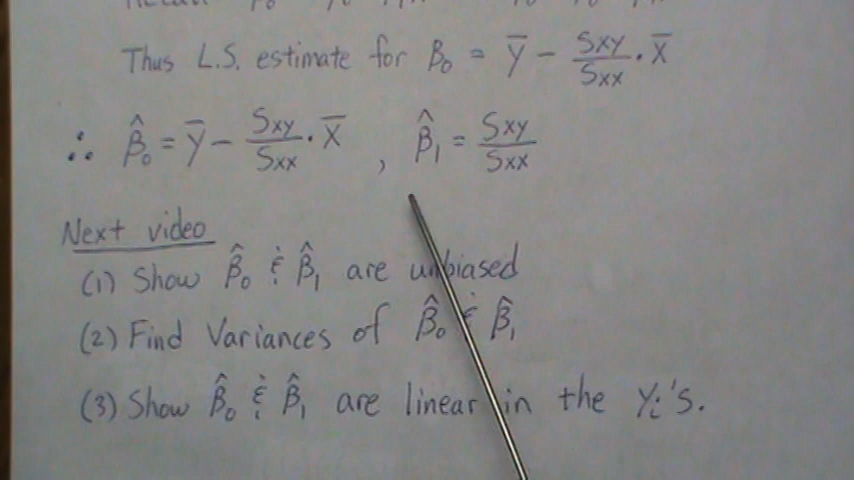 Thus L.S. estimate for β₀ = Y̅ - Sxy/Sxx · X̅
∴ β̂₀ = Y̅ - Sxy/Sxx · X̅ , β̂₁ = Sxy/Sxx
Next video
(1) Show β̂₀ & β̂₁ are unbiased
(2) Find Variances of β̂₀ & β̂₁
(3) Show β̂₀ & β̂₁ are linear in the Yi's.